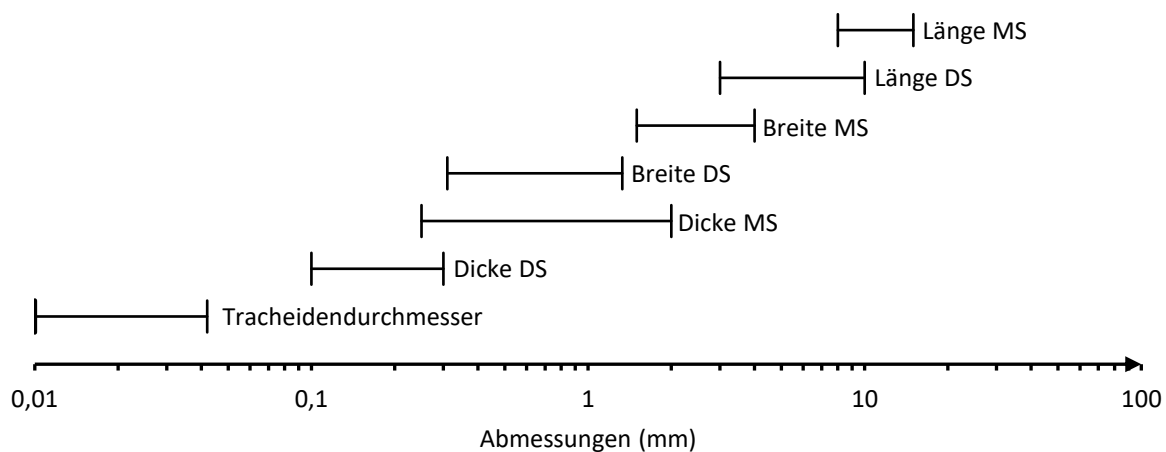 Länge MS
Länge DS
Breite MS
Breite DS
Dicke MS
Dicke DS
Tracheidendurchmesser
0,01 0,1 1 10 100
Abmessungen (mm)